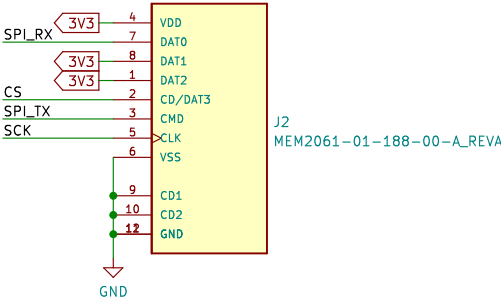 3V3 4 VDD
SPI_RX 7 DAT0
3V3 8 DAT1
3V3 1 DAT2
CS 2 CD/DAT3
SPI_TX 3 CMD
SCK 5 CLK
6 VSS
9 CD1
10 CD2
GND
GND
J2
MEM2061-01-188-00-A_REVA